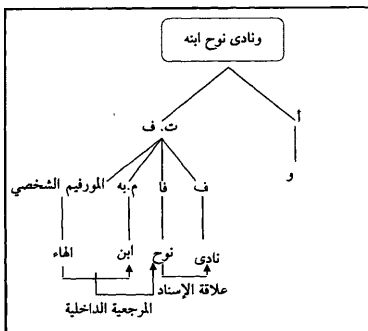 ونادى نوح ابنه
أ
ت. ف
و
ف فا م.به المورفيم الشخصي
نادى نوح ابن الهاء
علاقة الإسناد
المرجعية الداخلية